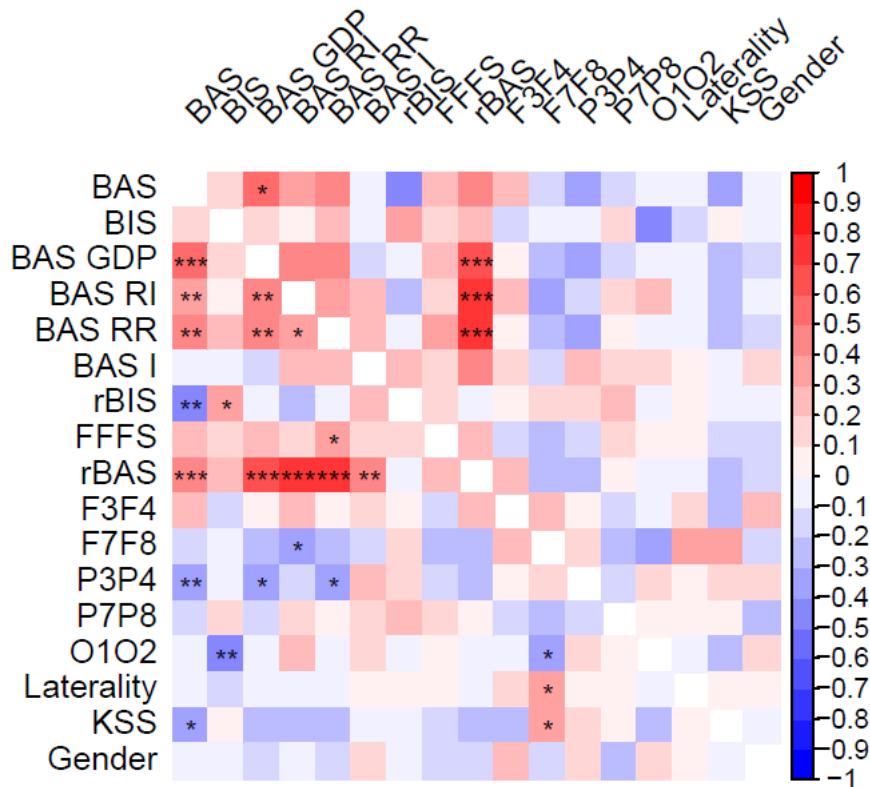 BAS
BIS
BAS GDP
BAS RI
BAS RR
BAS I
rBIS
FFFS
rBAS
F3F4
F7F8
P3P4
P7P8
O1O2
Laterality
KSS
Gender
BAS *
BIS
BAS GDP *** ***
BAS RI ** ** ***
BAS RR ** ** * ***
BAS I
rBIS ** *
FFFS *
rBAS *** *** *** *** **
F3F4
F7F8 *
P3P4 ** * *
P7P8
O1O2 ** *
Laterality *
KSS * *
Gender
1
0.9
0.8
0.7
0.6
0.5
0.4
0.3
0.2
0.1
0
−0.1
−0.2
−0.3
−0.4
−0.5
−0.6
−0.7
−0.8
−0.9
−1